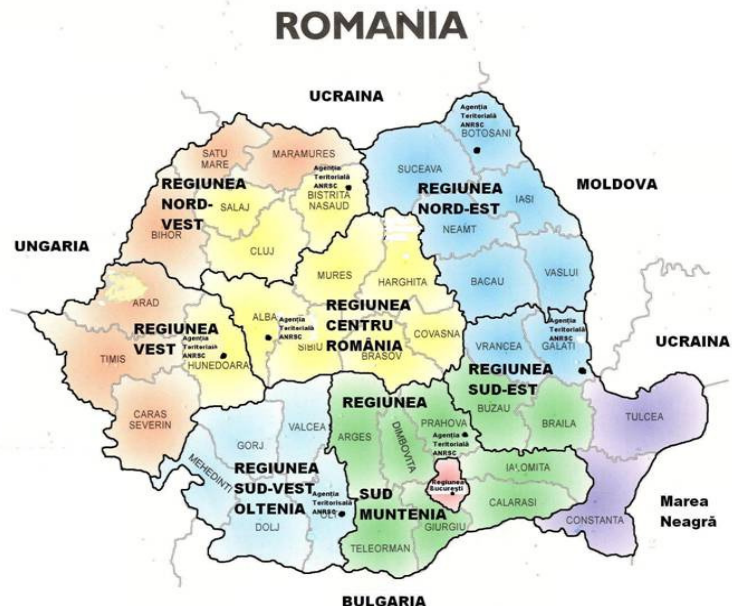 ROMANIA
UCRAINA
Agenția
Teritorială
ANRSC
BOTOSANI
SATU
MARE
MARAMURES
SUCEAVA
Agenția
Teritorială
ANRSC
REGIUNEA
NORD-
VEST
BISTRITA
NASAUD
REGIUNEA
NORD-EST
MOLDOVA
SALAJ
IASI
BIHOR
NEAMT
UNGARIA
CLUJ
MURES
HARGHITA
BACAU
VASLUI
ARAD
REGIUNEA
VEST
ALBA
Agenția
Teritorială
ANRSC
REGIUNEA
CENTRU
ROMÂNIA
COVASNA
VRANCEA
Agenția
Teritorială
ANRSC
GALATI
UCRAINA
TIMIS
Agenția
Teritorială
ANRSC
HUNEDOARA
SIBIU
BRASOV
REGIUNEA
SUD-EST
CARAS
SEVERIN
REGIUNEA
BUZAU
BRAILA
TULCEA
GORJ
VALCEA
ARGES
DIMBOVITA
PRAHOVA
Agenția
Teritorială
ANRSC
MEHEDINTI
REGIUNEA
SUD-VEST
OLTENIA
IALOMITA
Regiunea
București
Agenția
Teritorială
ANRSC
SUD
MUNTENIA
CALARASI
Marea
Neagră
DOLJ
GIURGIU
CONSTANTA
TELEORMAN
BULGARIA